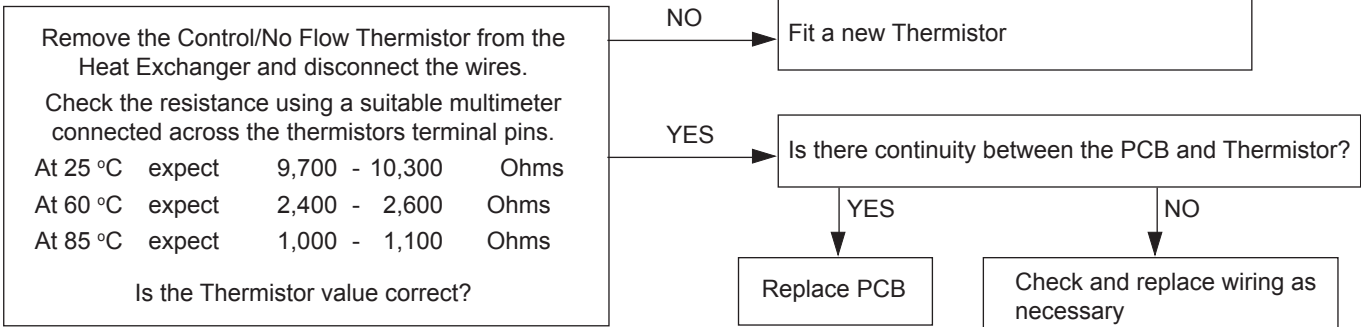 Remove the Control/No Flow Thermistor from the
Heat Exchanger and disconnect the wires.
Check the resistance using a suitable multimeter
connected across the thermistors terminal pins.
At 25 °C expect 9,700 - 10,300 Ohms
At 60 °C expect 2,400 - 2,600 Ohms
At 85 °C expect 1,000 - 1,100 Ohms
Is the Thermistor value correct?
NO
Fit a new Thermistor
YES
Is there continuity between the PCB and Thermistor?
YES
Replace PCB
NO
Check and replace wiring as
necessary